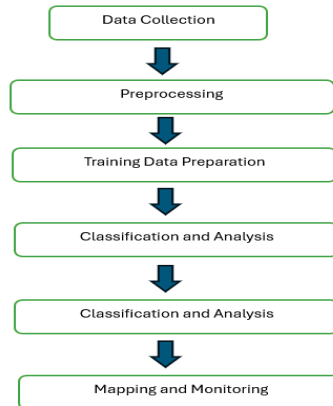 Data Collection
Preprocessing
Training Data Preparation
Classification and Analysis
Classification and Analysis
Mapping and Monitoring